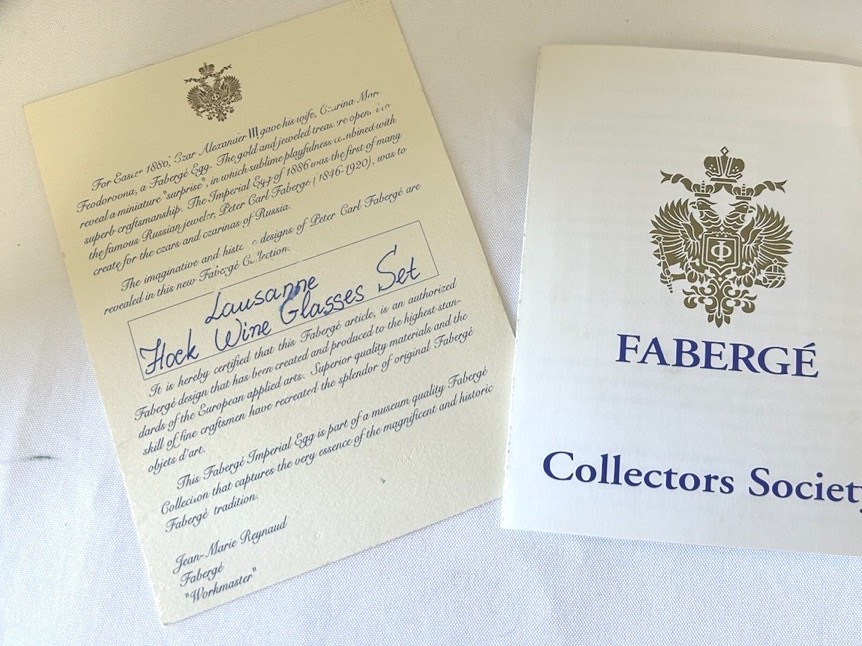 For Easter 1886, Czar Alexander III gave his wife, Czarina
Feodorovna, a Fabergé Egg. The gold and jeweled treasure open,
reveal a miniature "surprise", in which sublime playfulness combined with
superb craftsmanship. The Imperial Egg of 1886 was the first of many
the famous Russian jeweler, Peter Carl Faberge (1846-1920), was to
create for the czars and czarinas of Russia.
The imaginative and designs of Peter Carl Fabergé are
revealed in this new Fabergé Collection.
Lausanne
Hock Wine Glasses Set
It is hereby certified that this Fabergé article, is an authorized
Fabergé design that has been created and produced to the highest stan-
dards of the European applied arts. Superior quality materials and the
skill of fine craftsmen have recreated the splendor of original Fabergé
objets d'art.
This Fabergé Imperial Egg is part of a museum quality Fabergé
Collecison that captures the very essence of the magnificent and historic
Fabergé tradition.
Jean-Marie Reynaud
Fabergé
"Workmaster"
Ф
FABERGÉ
Collectors Society